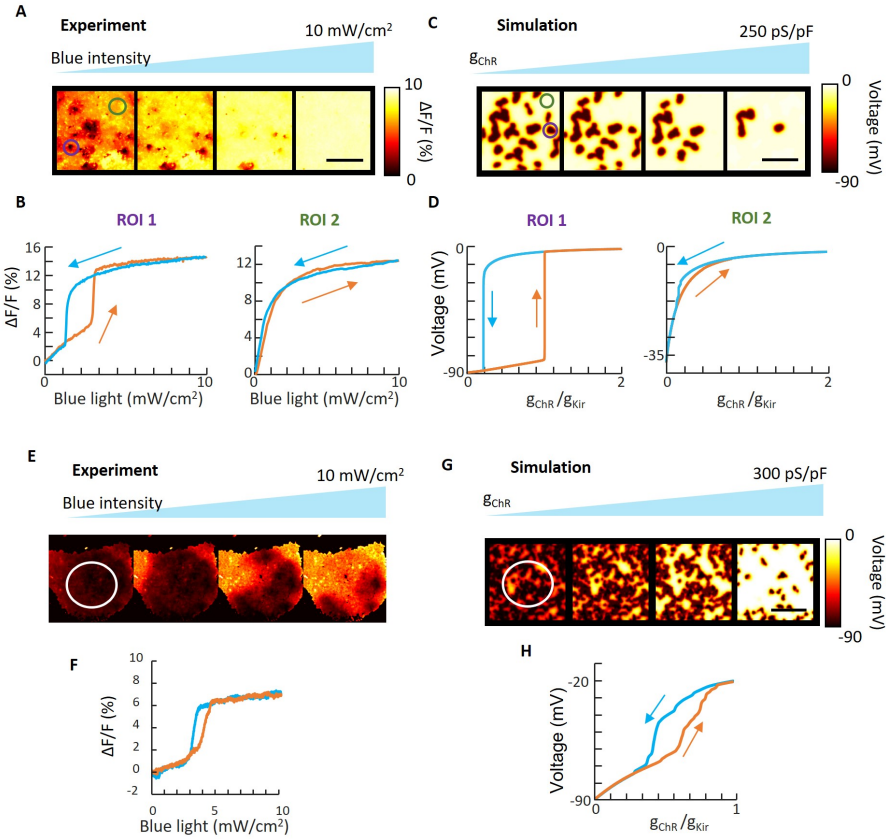 A
Experiment
10 mW/cm²
Blue intensity
10
0
ΔF/F (%)
C
Simulation
250 pS/pF
gChR
0
-90
Voltage (mV)
B
ROI 1
ROI 2
16
12
8
4
0
ΔF/F (%)
0
10
Blue light (mW/cm²)
12
8
4
0
0
10
Blue light (mW/cm²)
D
ROI 1
ROI 2
0
-90
Voltage (mV)
0
2
gChR/gKir
0
-35
0
2
gChR/gKir
E
Experiment
10 mW/cm²
Blue intensity
G
Simulation
300 pS/pF
gChR
0
-90
Voltage (mV)
F
10
8
6
4
2
0
-2
ΔF/F (%)
0
5
10
Blue light (mW/cm²)
H
-20
-90
Voltage (mV)
0
1
gChR/gKir